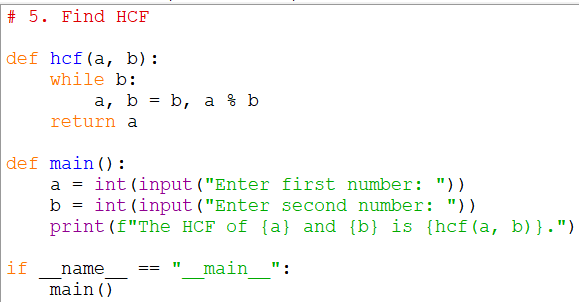 # 5. Find HCF
def hcf(a, b):
    while b:
        a, b = b, a % b
    return a
def main():
    a = int(input("Enter first number: "))
    b = int(input("Enter second number: "))
    print(f"The HCF of {a} and {b} is {hcf(a, b)}.")
if __name__ == "__main__":
    main()